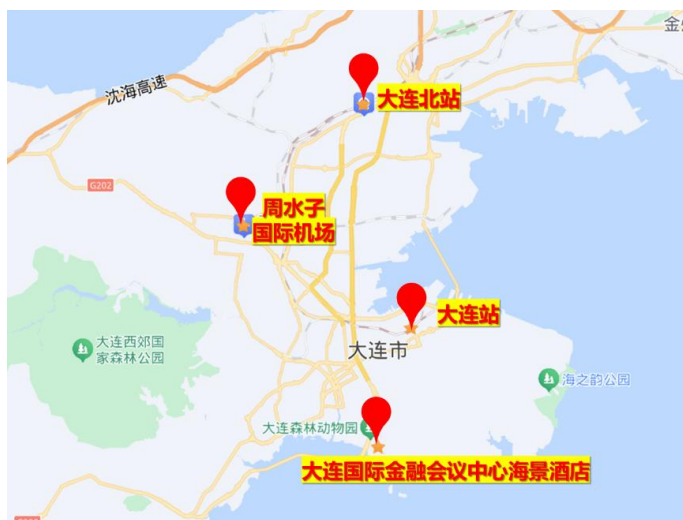 金
沈海高速
大连北站
G202
周水子
国际机场
大连站
大连西郊国
家森林公园
大连市
海之韵公园
大连森林动物园
大连国际金融会议中心海景酒店